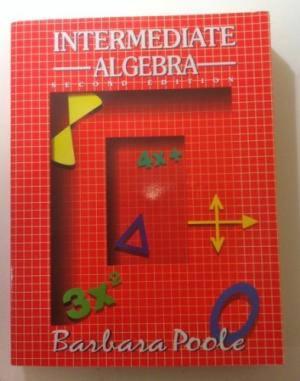 INTERMEDIATE
ALGEBRA
SECOND EDITION
4x+
3x²
Barbara Poole